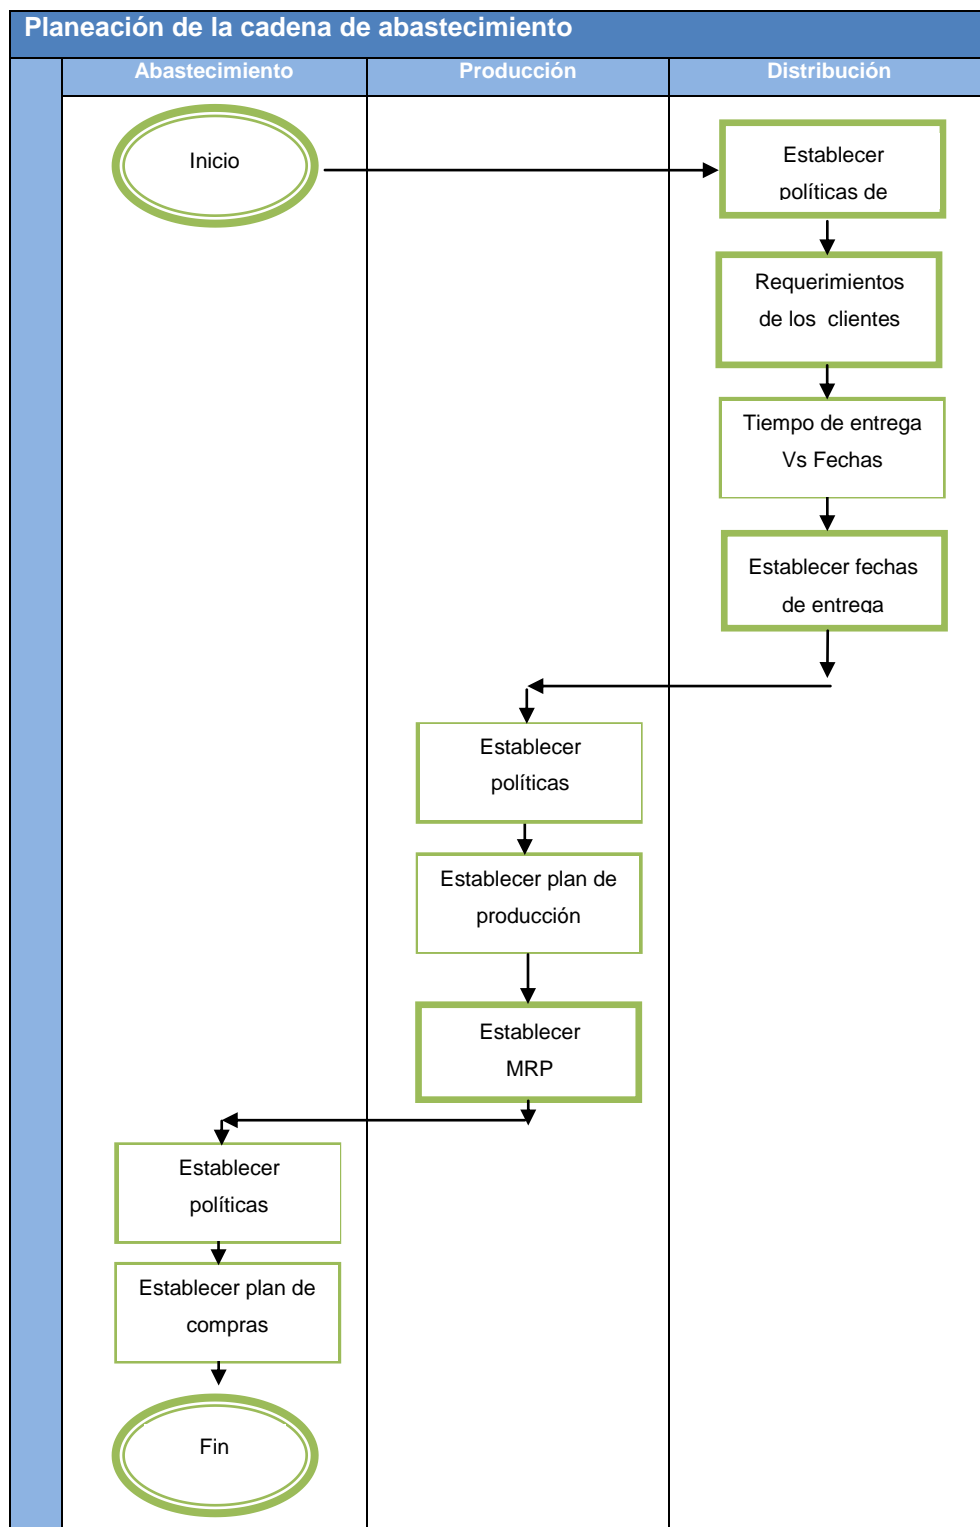 Planeación de la cadena de abastecimiento
Abastecimiento
Producción
Distribución
Inicio
Establecer
políticas de
Requerimientos
de los clientes
Tiempo de entrega
Vs Fechas
Establecer fechas
de entrega
Establecer
políticas
Establecer plan de
producción
Establecer
MRP
Establecer
políticas
Establecer plan de
compras
Fin